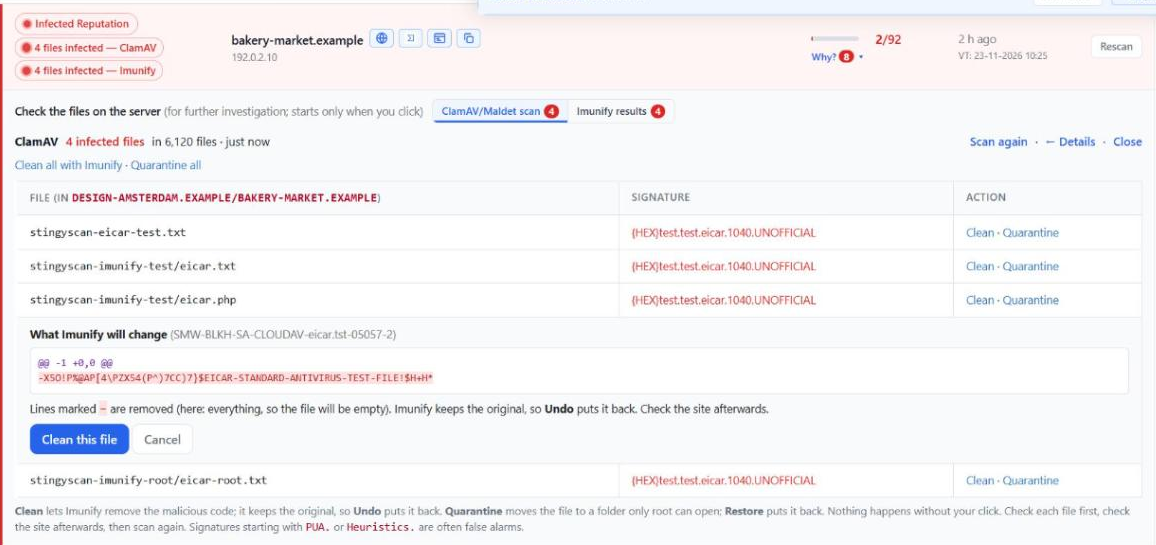 Infected Reputation
4 files infected — ClamAV
4 files infected — Imunify
bakery-market.example
192.0.2.10
2/92
Why? 8
2 h ago
VT: 23-11-2026 10:25
Rescan
Check the files on the server (for further investigation; starts only when you click) ClamAV/Maldet scan 4 Imunify results 4
ClamAV 4 infected files in 6,120 files · just now
Scan again · ← Details · Close
Clean all with Imunify · Quarantine all
FILE (IN DESIGN-AMSTERDAM.EXAMPLE/BAKERY-MARKET.EXAMPLE) SIGNATURE ACTION
stingyscan-eicar-test.txt {HEX}test.test.eicar.1040.UNOFFICIAL Clean · Quarantine
stingyscan-imunify-test/eicar.txt {HEX}test.test.eicar.1040.UNOFFICIAL Clean · Quarantine
stingyscan-imunify-test/eicar.php {HEX}test.test.eicar.1040.UNOFFICIAL Clean · Quarantine
What Imunify will change (SMW-BLKH-SA-CLOUDAV-eicar.tst-05057-2)
@@ -1 +0,0 @@
-X5O!P%@AP[4\PZX54(P^)7CC)7}$EICAR-STANDARD-ANTIVIRUS-TEST-FILE!$H+H*
Lines marked - are removed (here: everything, so the file will be empty). Imunify keeps the original, so Undo puts it back. Check the site afterwards.
Clean this file Cancel
stingyscan-imunify-root/eicar-root.txt {HEX}test.test.eicar.1040.UNOFFICIAL Clean · Quarantine
Clean lets Imunify remove the malicious code; it keeps the original, so Undo puts it back. Quarantine moves the file to a folder only root can open; Restore puts it back. Nothing happens without your click. Check each file first, check
the site afterwards, then scan again. Signatures starting with PUA. or Heuristics. are often false alarms.